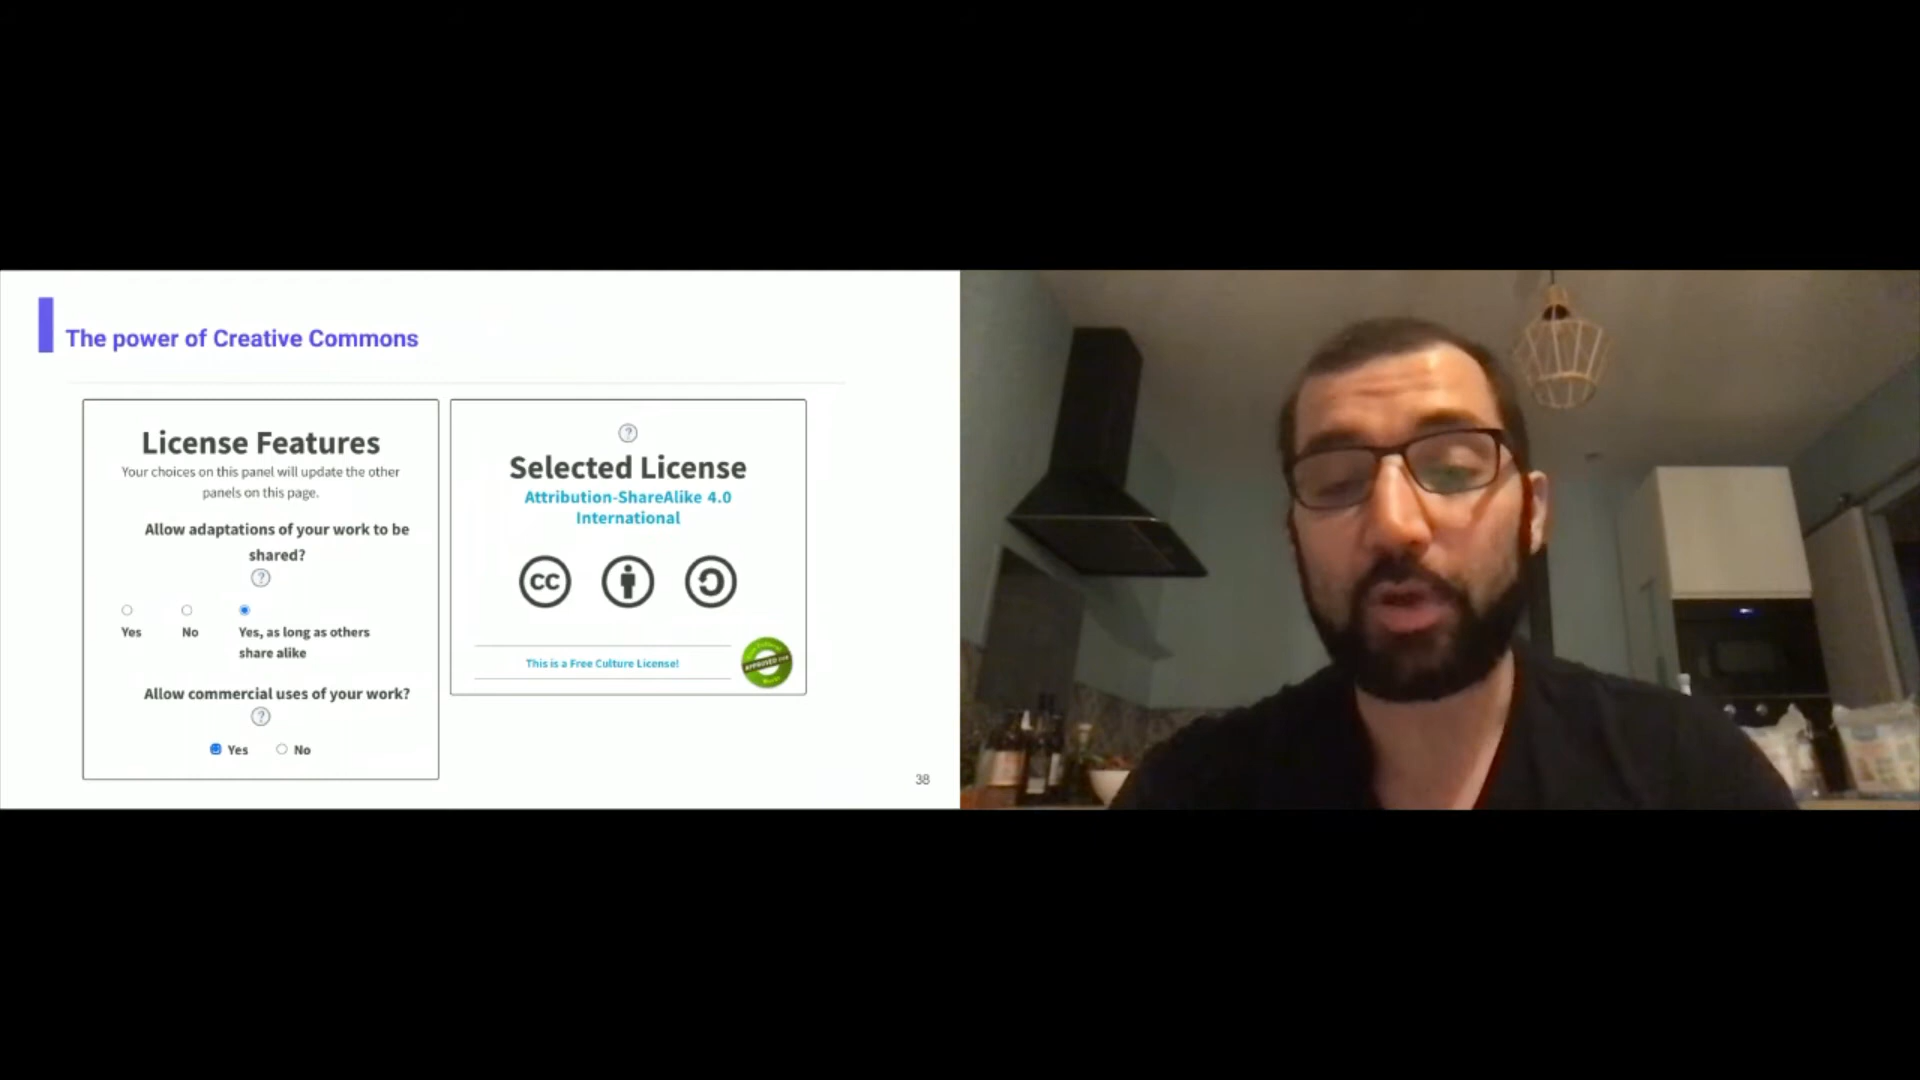 The power of Creative Commons
License Features
Your choices on this panel will update the other
panels on this page.
Allow adaptations of your work to be
shared?
?
Yes
No
Yes, as long as others
share alike
Allow commercial uses of your work?
?
Yes
No
?
Selected License
Attribution-ShareAlike 4.0
International
cc
This is a Free Culture License!
APPROVED FOR
38